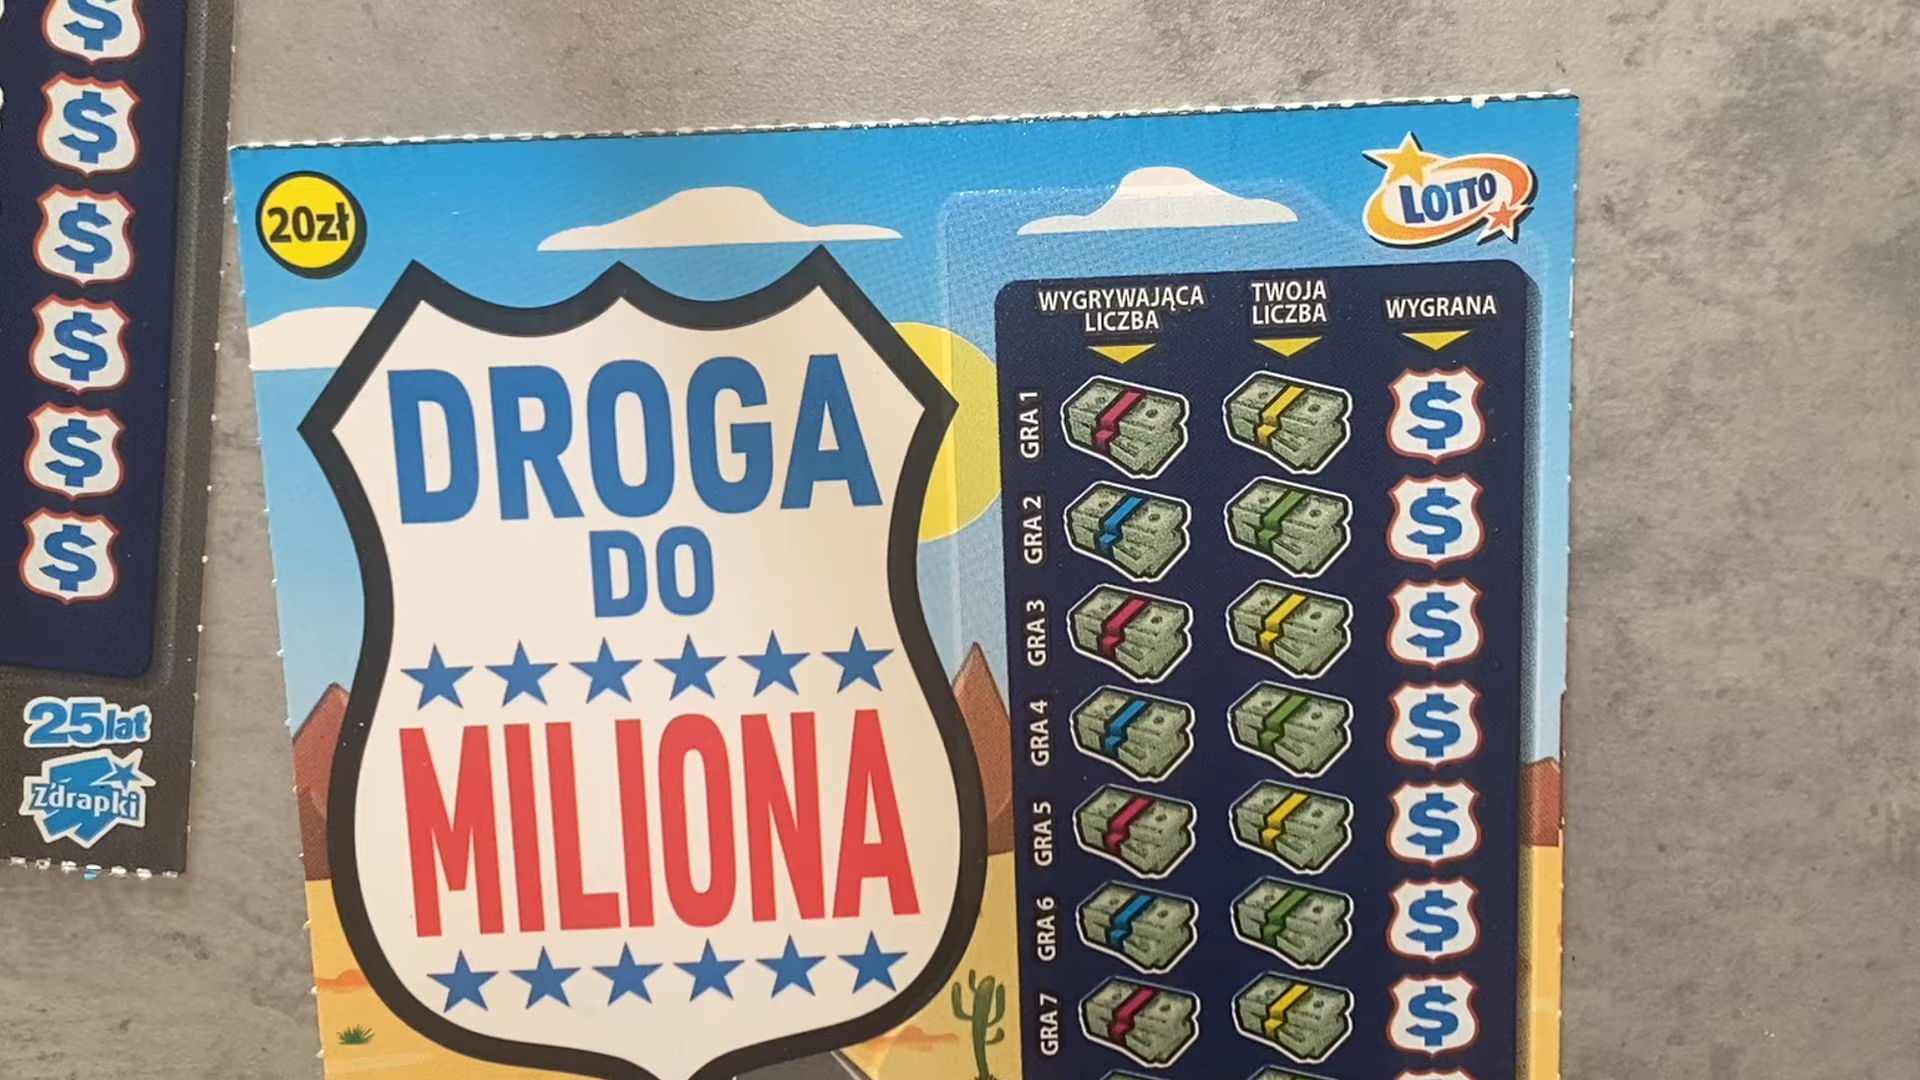 20zł
LOTTO
DROGA
DO
MILIONA
WYGRYWAJĄCA
LICZBA
TWOJA
LICZBA
WYGRANA
GRA 1
$
GRA 2
$
GRA 3
$
GRA 4
$
GRA 5
$
GRA 6
$
GRA 7
$
$
$
$
$
$
$
25lat
Zdrapki